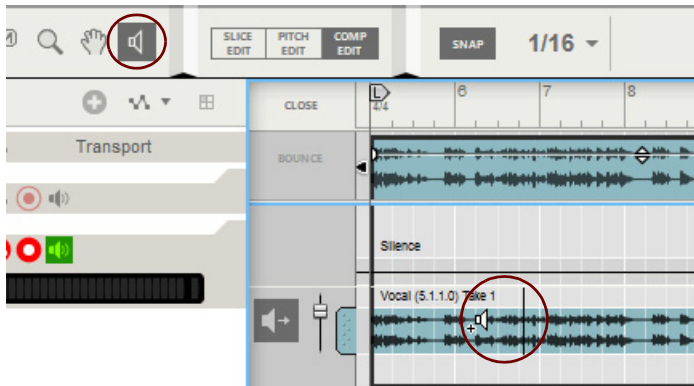 M
SLICE EDIT
PITCH EDIT
COMP EDIT
SNAP
1/16
CLOSE
L
4/4
6
7
8
Transport
BOUNCE
Silence
Vocal (5.1.1.0) Take 1